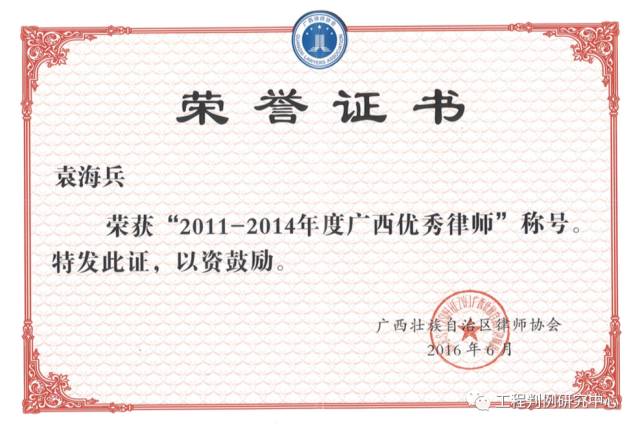 广西律师协会
GUANGXI LAWYERS ASSOCIATION
荣誉证书
袁海兵
荣获“2011-2014年度广西优秀律师”称号。
特发此证，以资鼓励。
广西壮族自治区律师协会
2016年6月
工程判例研究中心